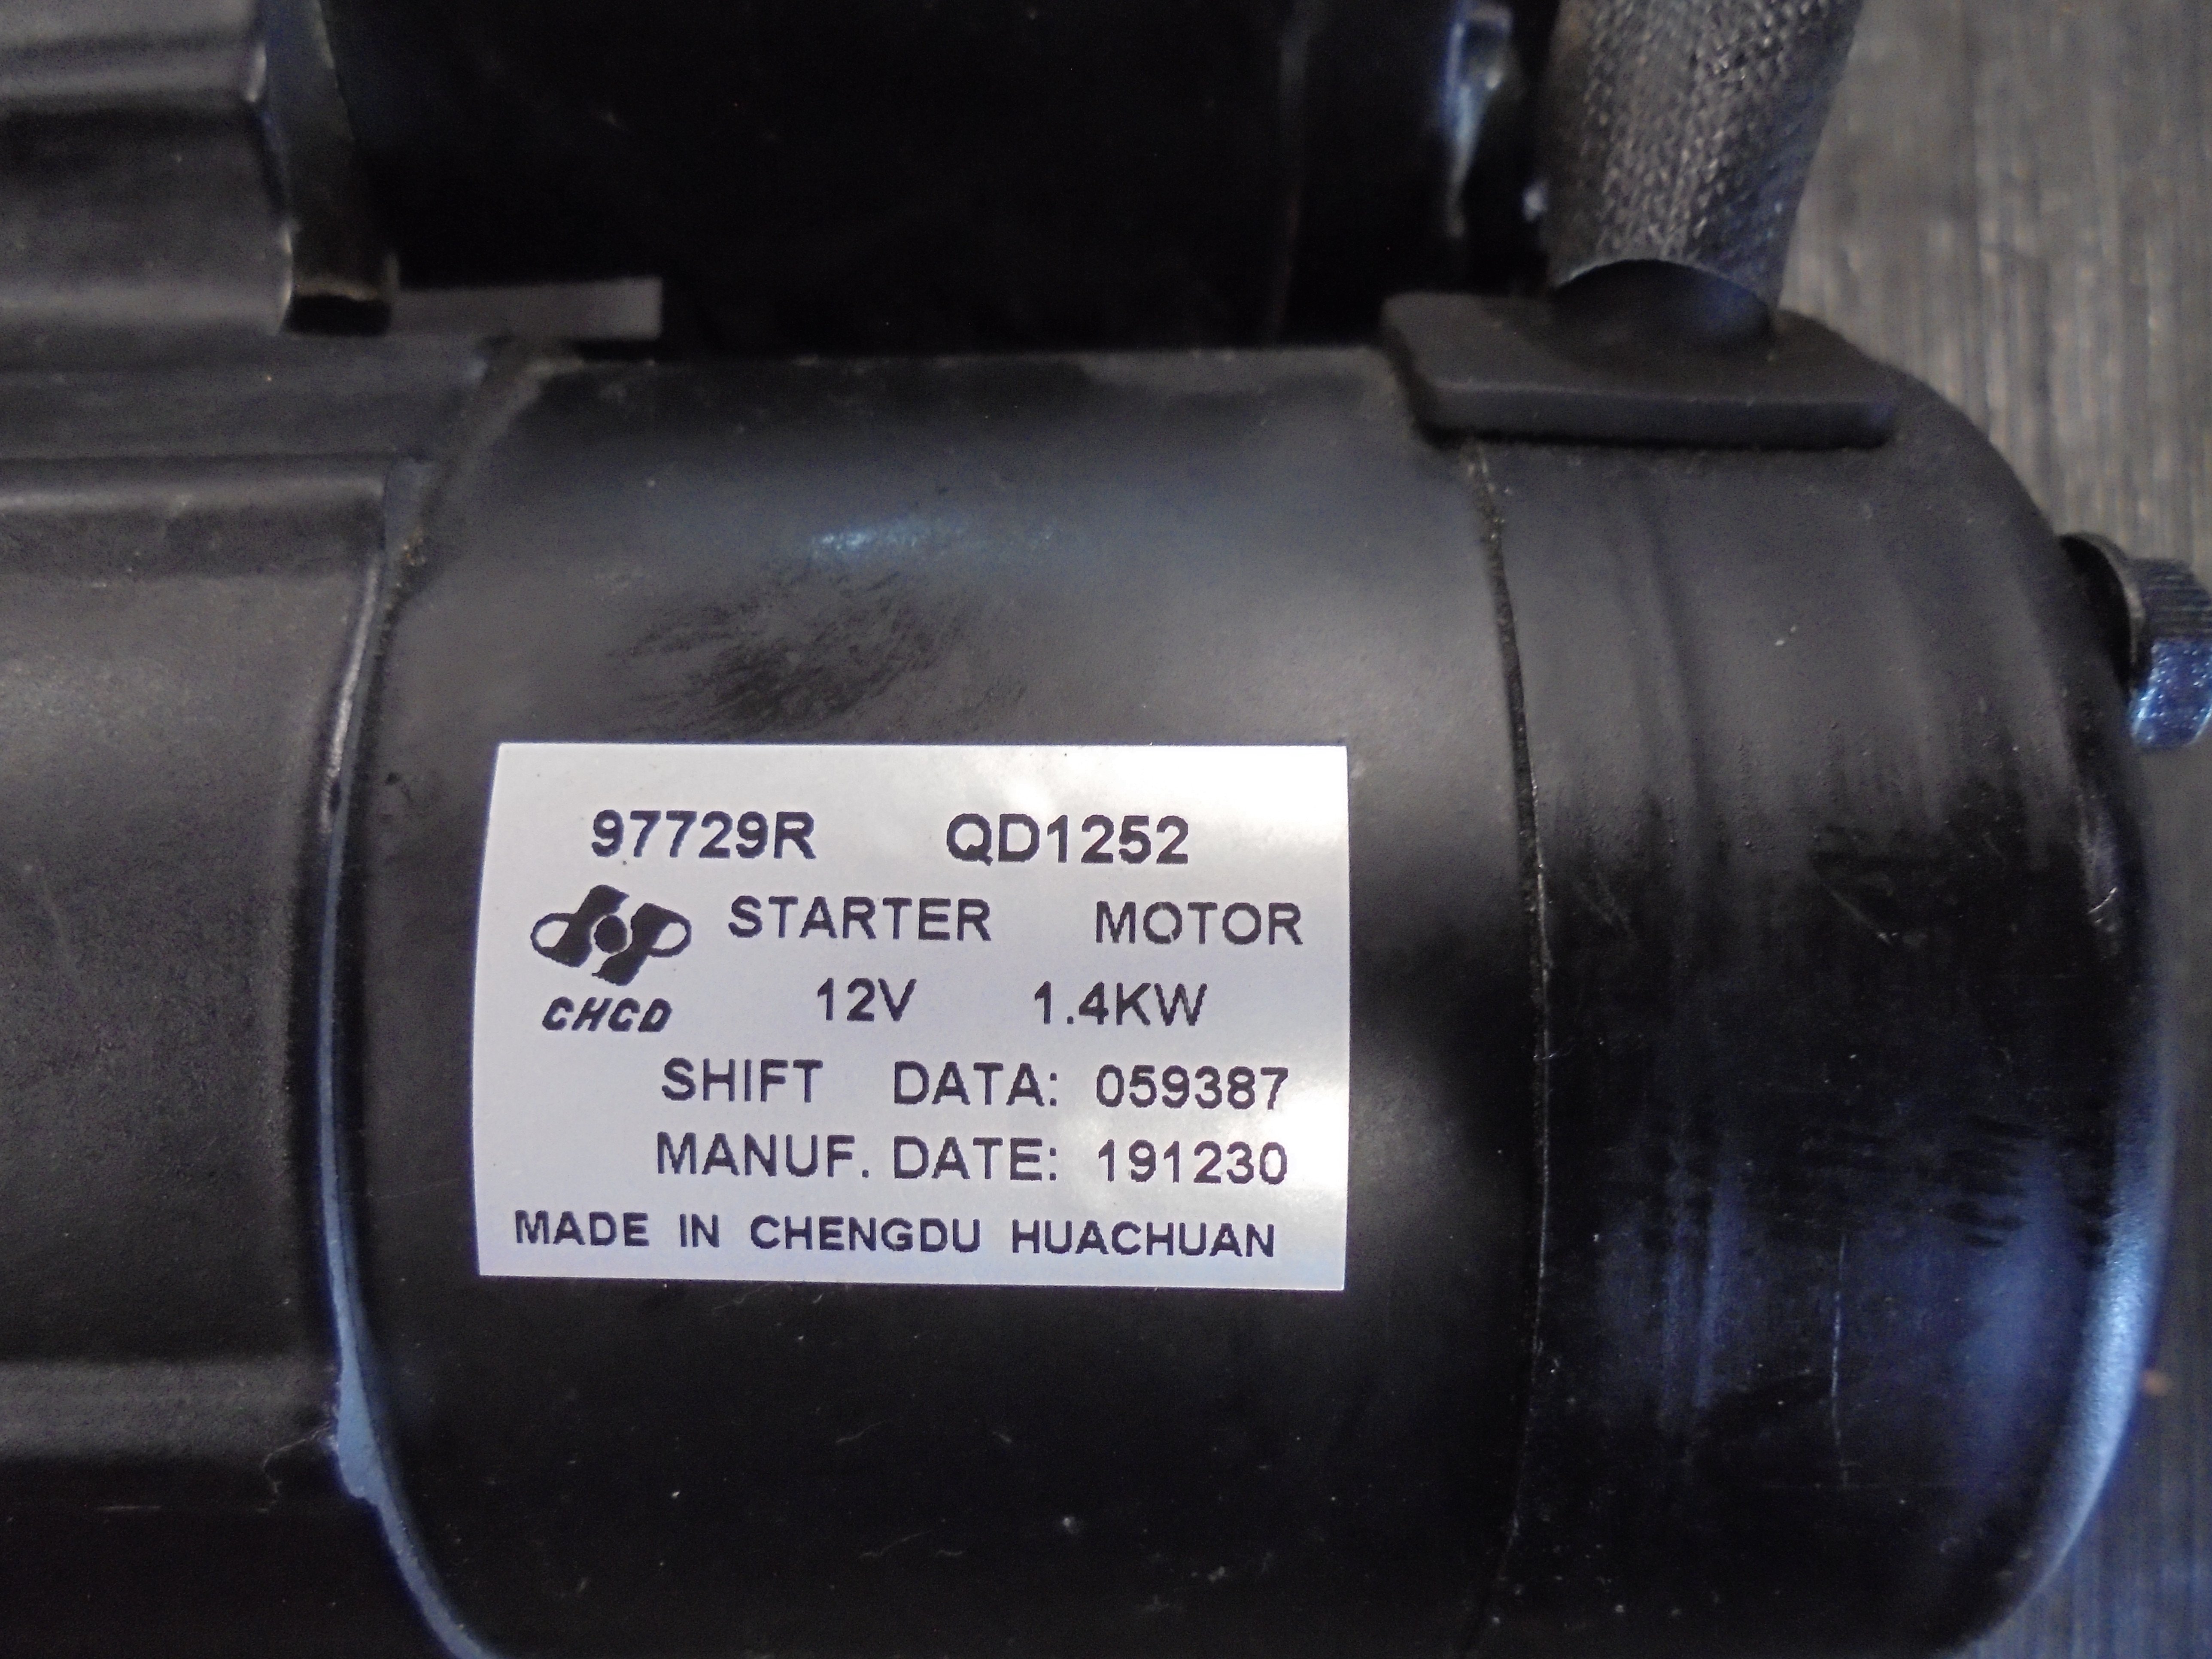 97729R QD1252
STARTER MOTOR
CHCD
12V 1.4KW
SHIFT DATA: 059387
MANUF. DATE: 191230
MADE IN CHENGDU HUACHUAN